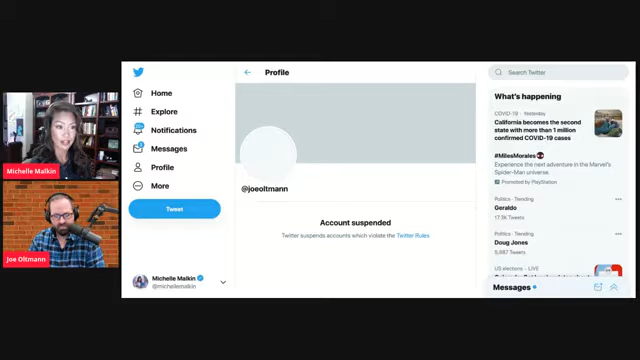 Michelle Malkin
Joe Oltmann
Home
Explore
Notifications
Messages
Profile
More
Tweet
Michelle Malkin
@michellemalkin
Profile
@joeoltmann
Account suspended
Twitter suspends accounts which violate the Twitter Rules
Search Twitter
What's happening
COVID-19 · Yesterday
California becomes the second
state with more than 1 million
confirmed COVID-19 cases
#MilesMorales
Experience the next adventure in the Marvel's
Spider-Man universe.
Promoted by PlayStation
Politics · Trending
Geraldo
17.3K Tweets
Politics · Trending
Doug Jones
5,687 Tweets
US elections · LIVE
Messages